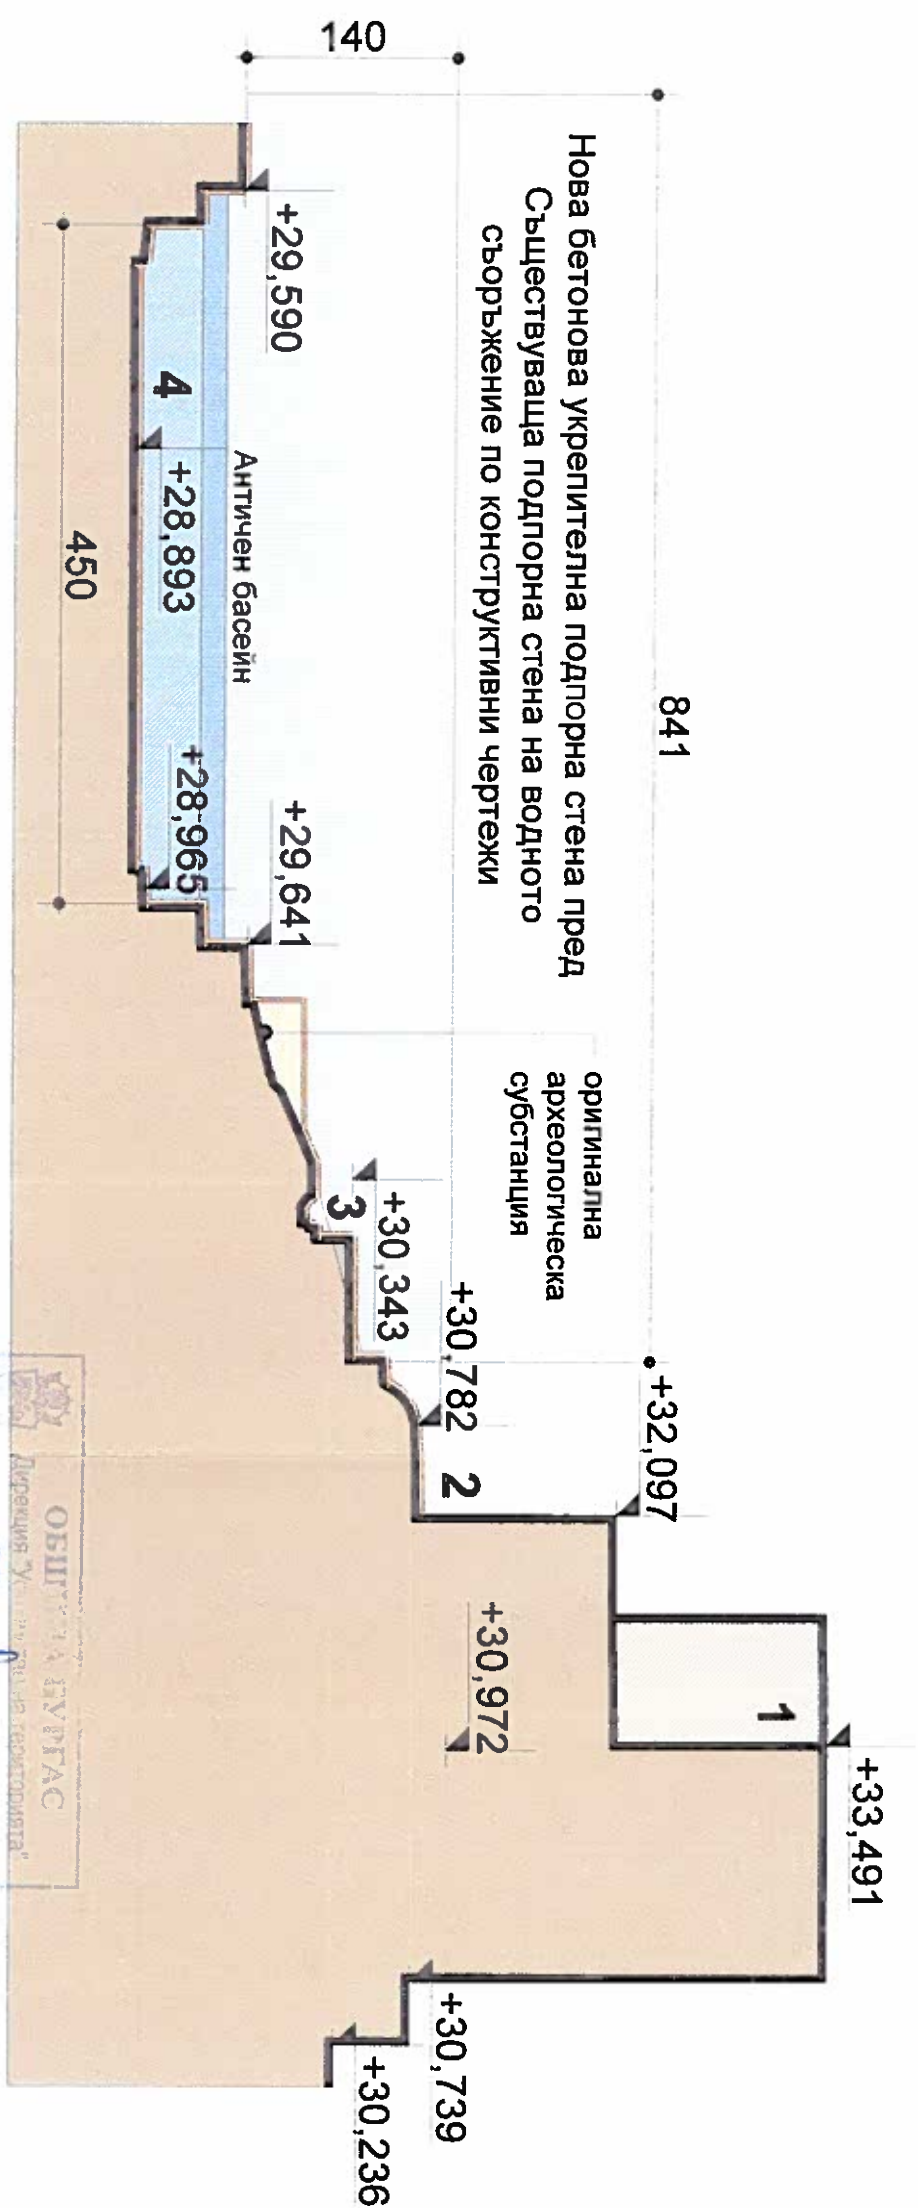 140
841
Нова бетонова укрепителна подпорна стена пред
Съществуваща подпорна стена на водното
съоръжение по конструктивни чертежи
оригинална
археологическа
субстанция
+29,590
4
+28,893
Античен басейн
450
+28,965
+29,641
3
+30,343
+30,782
2
+32,097
+30,972
1
+33,491
+30,739
+30,236
ОБЩИНА БУРГАС
Дирекция територията"